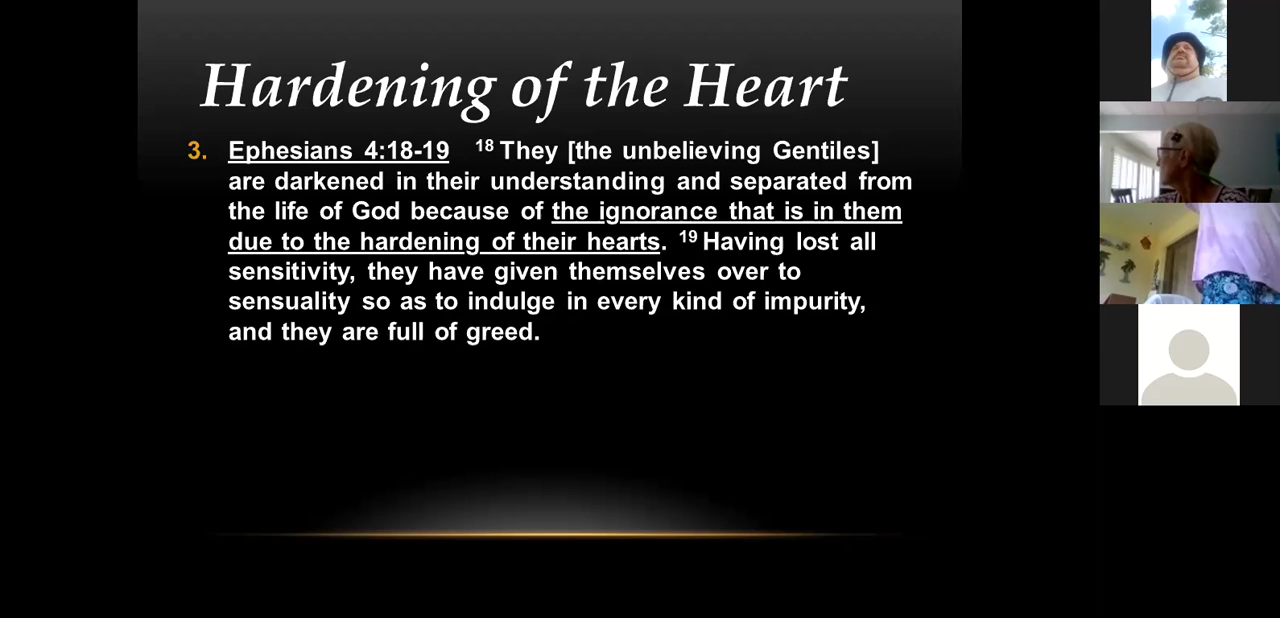 Hardening of the Heart
3. Ephesians 4:18-19 18 They [the unbelieving Gentiles]
are darkened in their understanding and separated from
the life of God because of the ignorance that is in them
due to the hardening of their hearts. 19 Having lost all
sensitivity, they have given themselves over to
sensuality so as to indulge in every kind of impurity,
and they are full of greed.